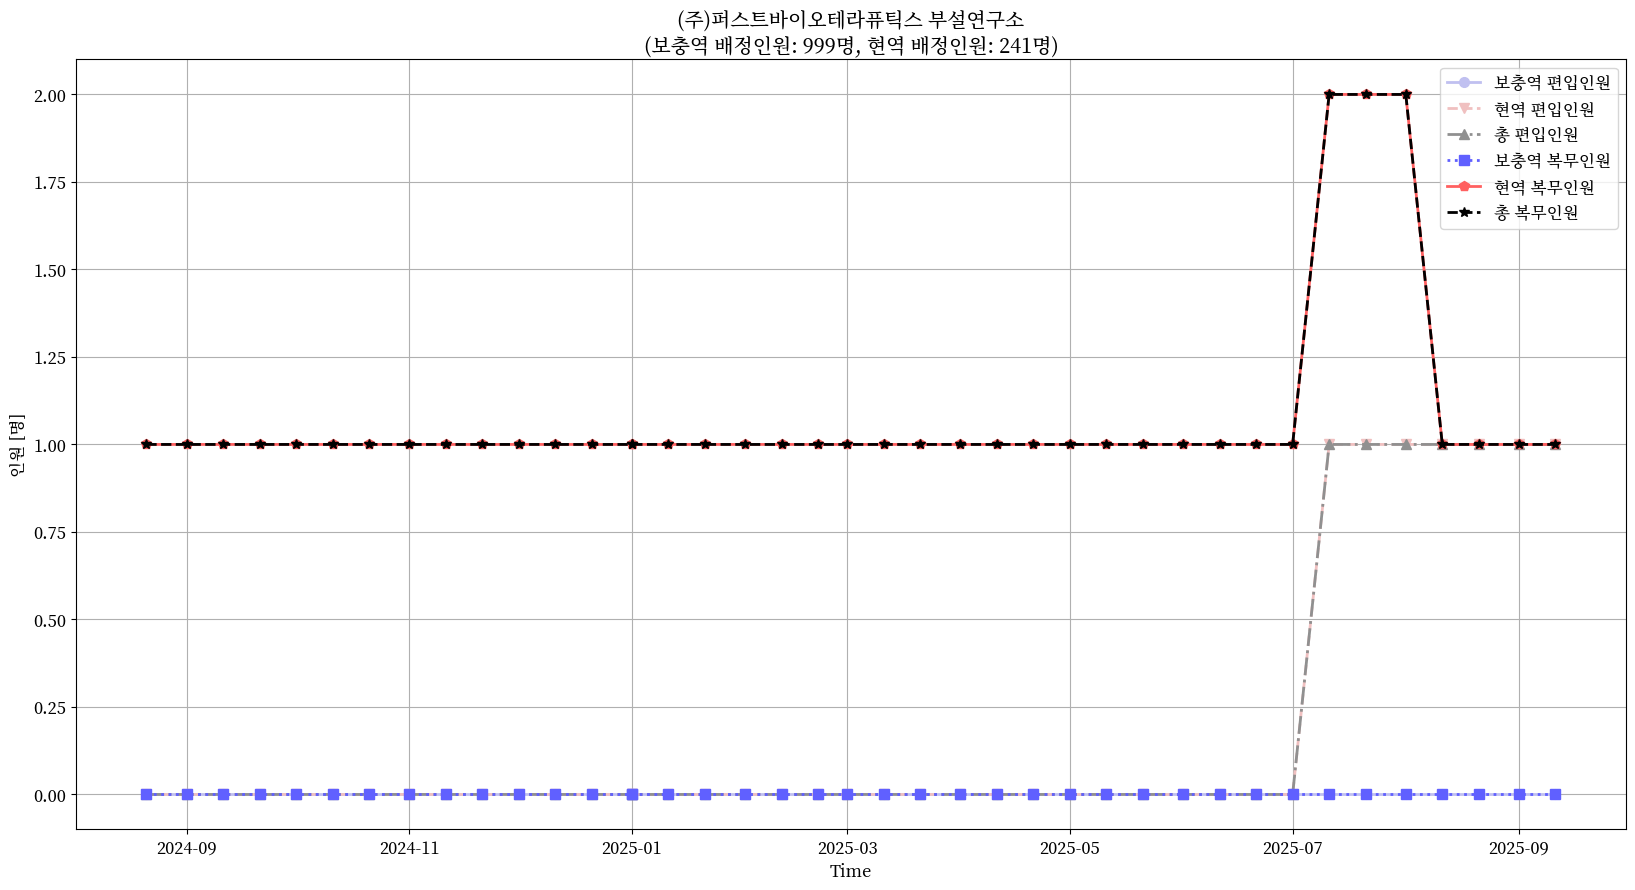 (주)퍼스트바이오테라퓨틱스 부설연구소
(보충역 배정인원: 999명, 현역 배정인원: 241명)
보충역 편입인원
현역 편입인원
총 편입인원
보충역 복무인원
현역 복무인원
총 복무인원
인원 [명]
2.00
1.75
1.50
1.25
1.00
0.75
0.50
0.25
0.00
2024-09
2024-11
2025-01
2025-03
2025-05
2025-07
2025-09
Time